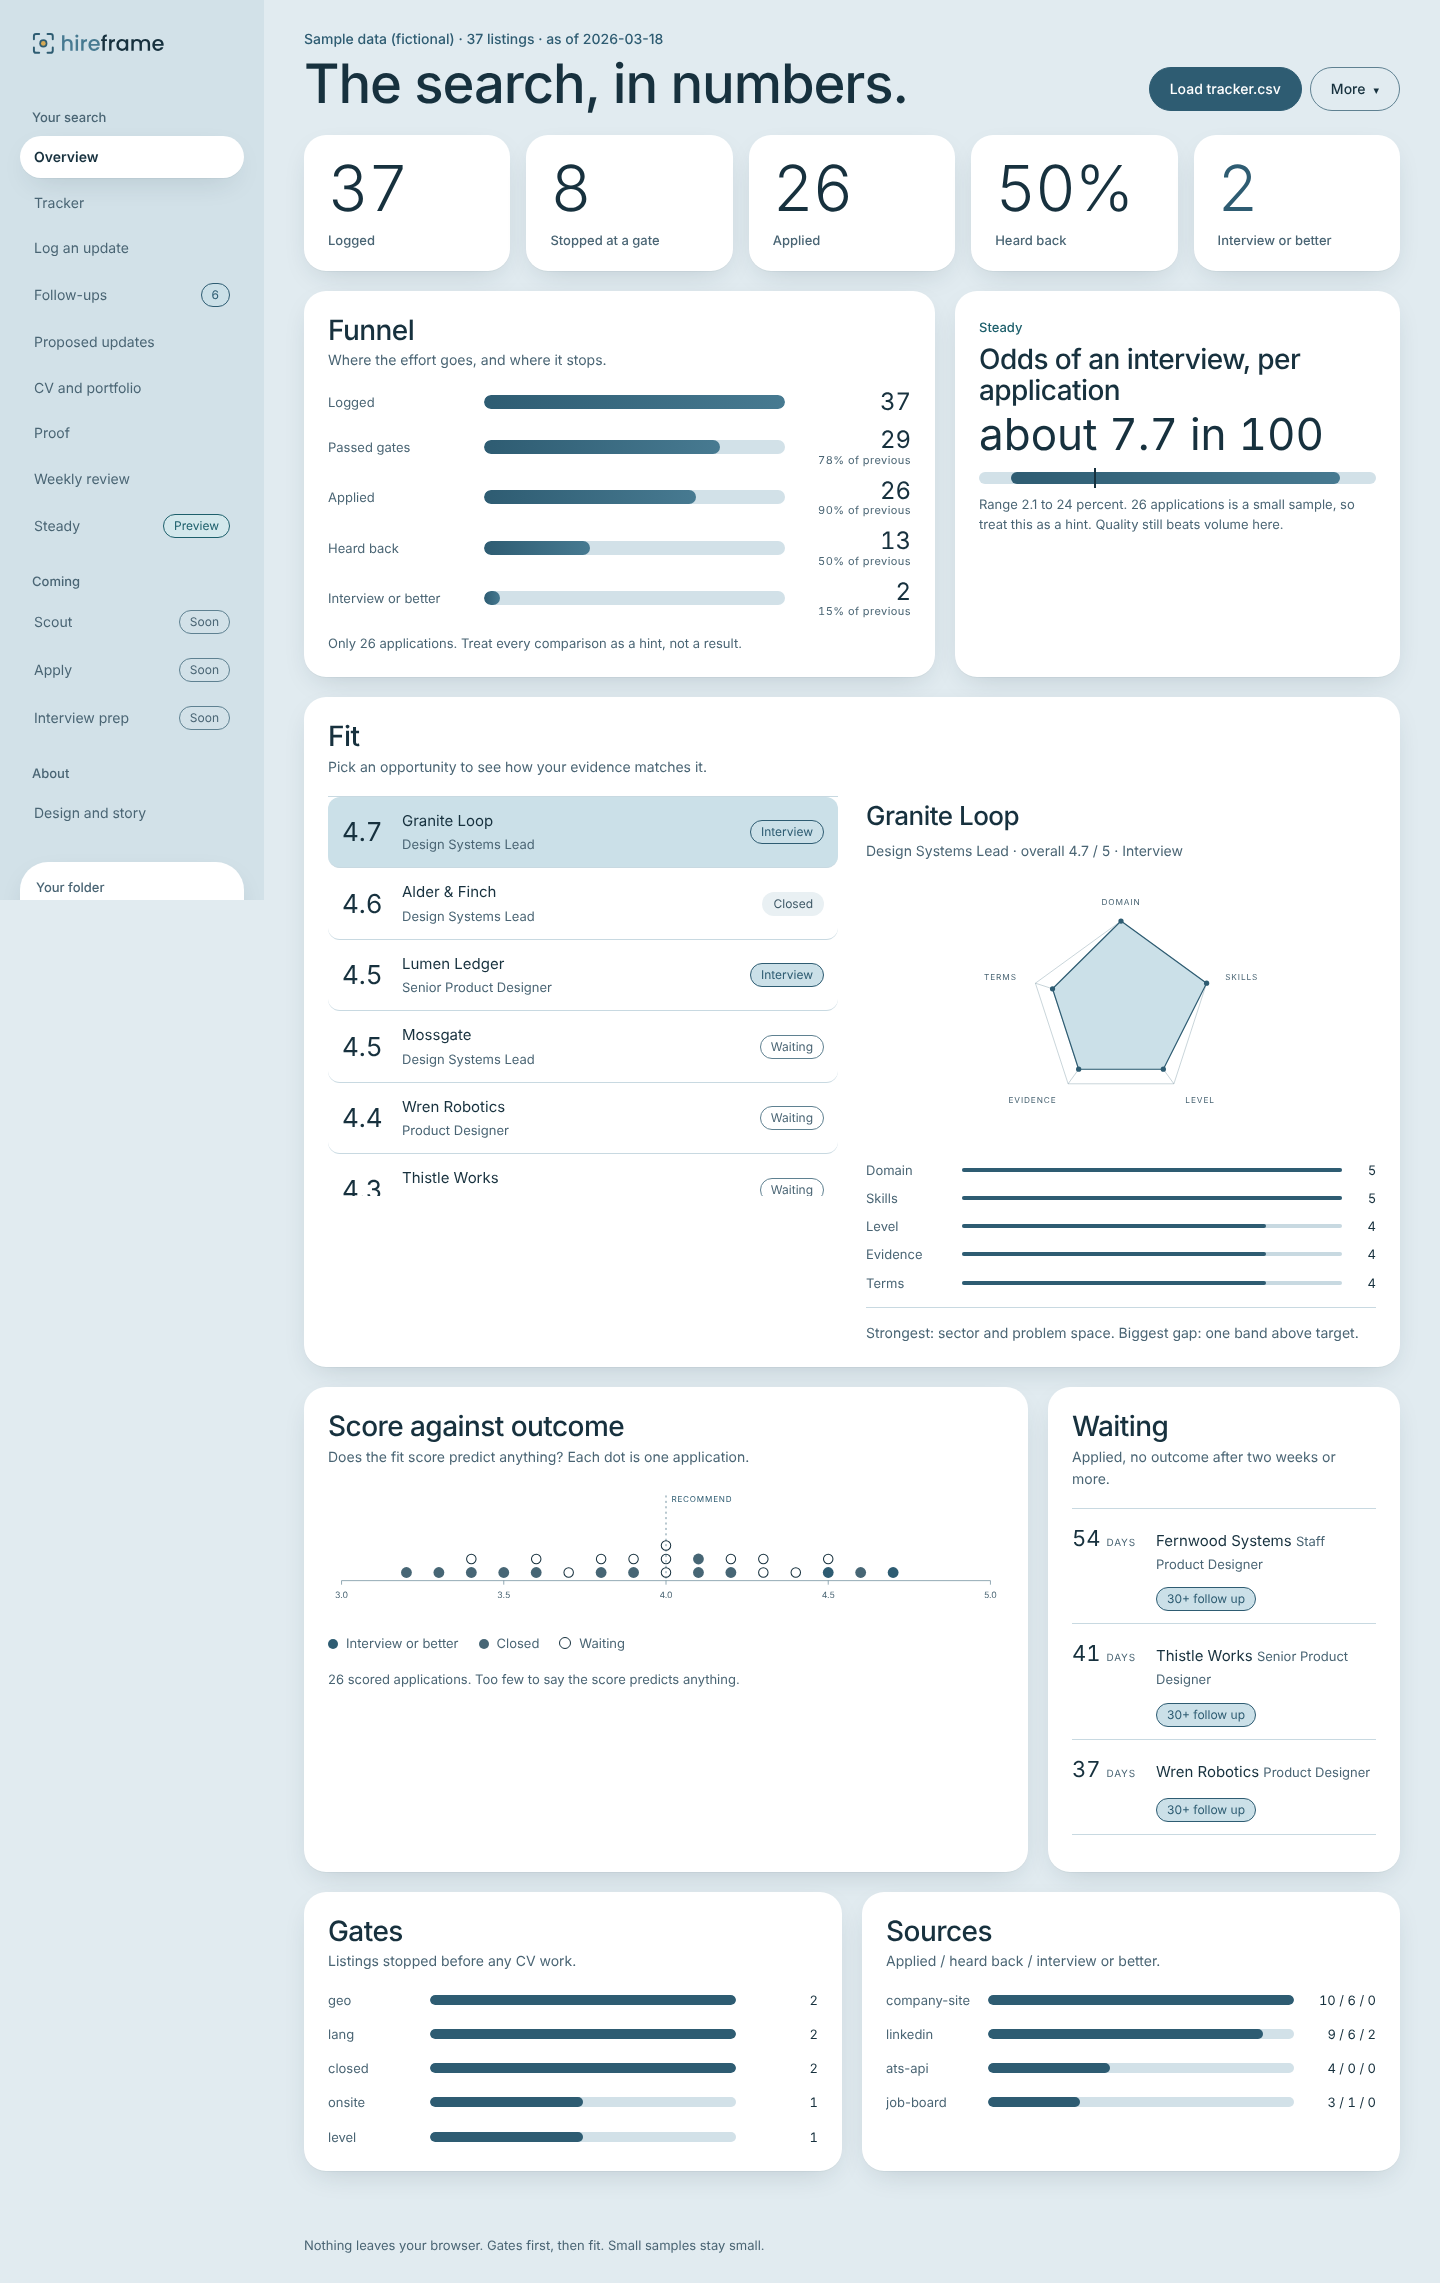 hireframe
Your search
Overview
Tracker
Log an update
Follow-ups 6
Proposed updates
CV and portfolio
Proof
Weekly review
Steady Preview
Coming
Scout Soon
Apply Soon
Interview prep Soon
About
Design and story
Your folder
Sample data (fictional) · 37 listings · as of 2026-03-18
The search, in numbers.
Load tracker.csv
More ▾
37
Logged
8
Stopped at a gate
26
Applied
50%
Heard back
2
Interview or better
Funnel
Where the effort goes, and where it stops.
Logged 37
Passed gates 29
78% of previous
Applied 26
90% of previous
Heard back 13
50% of previous
Interview or better 2
15% of previous
Only 26 applications. Treat every comparison as a hint, not a result.
Steady
Odds of an interview, per
application
about 7.7 in 100
Range 2.1 to 24 percent. 26 applications is a small sample, so
treat this as a hint. Quality still beats volume here.
Fit
Pick an opportunity to see how your evidence matches it.
4.7 Granite Loop
Design Systems Lead
Interview
4.6 Alder & Finch
Design Systems Lead
Closed
4.5 Lumen Ledger
Senior Product Designer
Interview
4.5 Mossgate
Design Systems Lead
Waiting
4.4 Wren Robotics
Product Designer
Waiting
4.3 Thistle Works
Waiting
Granite Loop
Design Systems Lead · overall 4.7 / 5 · Interview
DOMAIN
TERMS
SKILLS
EVIDENCE
LEVEL
Domain 5
Skills 5
Level 4
Evidence 4
Terms 4
Strongest: sector and problem space. Biggest gap: one band above target.
Score against outcome
Does the fit score predict anything? Each dot is one application.
RECOMMEND
3.0 3.5 4.0 4.5 5.0
Interview or better Closed Waiting
26 scored applications. Too few to say the score predicts anything.
Waiting
Applied, no outcome after two weeks or
more.
54 DAYS Fernwood Systems Staff
Product Designer
30+ follow up
41 DAYS Thistle Works Senior Product
Designer
30+ follow up
37 DAYS Wren Robotics Product Designer
30+ follow up
Gates
Listings stopped before any CV work.
geo 2
lang 2
closed 2
onsite 1
level 1
Sources
Applied / heard back / interview or better.
company-site 10 / 6 / 0
linkedin 9 / 6 / 2
ats-api 4 / 0 / 0
job-board 3 / 1 / 0
Nothing leaves your browser. Gates first, then fit. Small samples stay small.